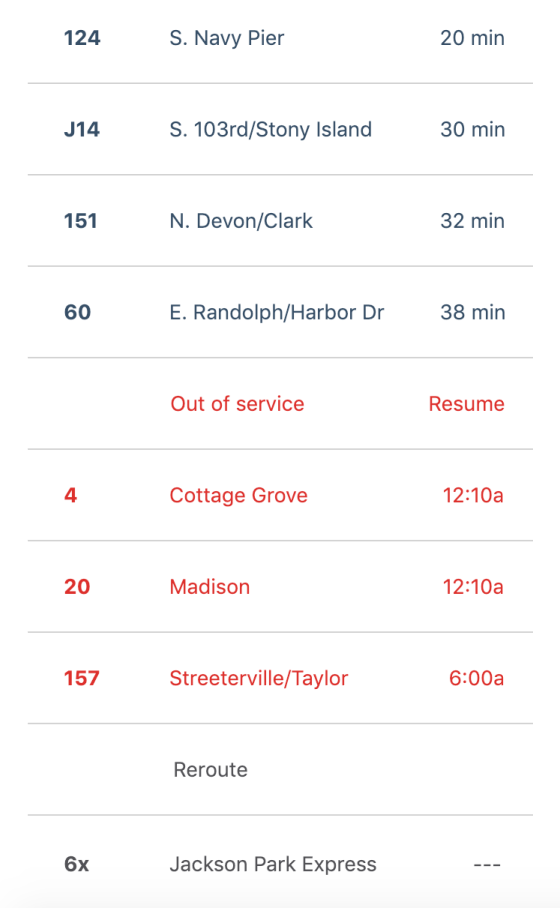 124 S. Navy Pier 20 min
J14 S. 103rd/Stony Island 30 min
151 N. Devon/Clark 32 min
60 E. Randolph/Harbor Dr 38 min
Out of service Resume
4 Cottage Grove 12:10a
20 Madison 12:10a
157 Streeterville/Taylor 6:00a
Reroute
6x Jackson Park Express ---